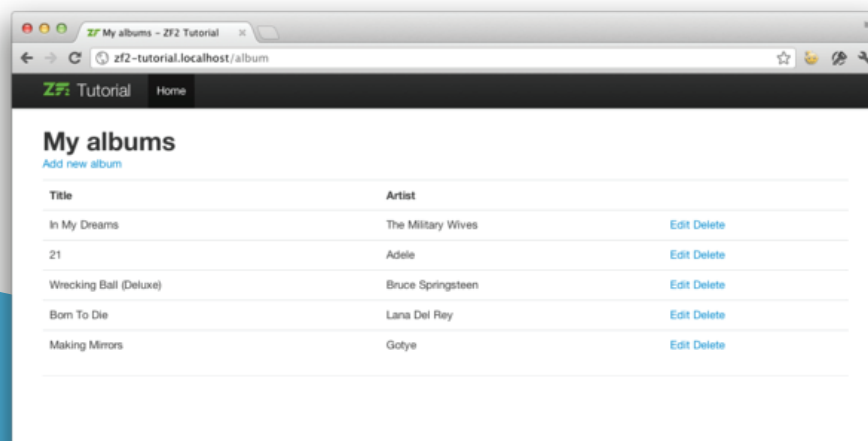 ZF My albums – ZF2 Tutorial
zf2-tutorial.localhost/album
ZF2 Tutorial Home
My albums
Add new album
Title Artist
In My Dreams The Military Wives Edit Delete
21 Adele Edit Delete
Wrecking Ball (Deluxe) Bruce Springsteen Edit Delete
Born To Die Lana Del Rey Edit Delete
Making Mirrors Gotye Edit Delete